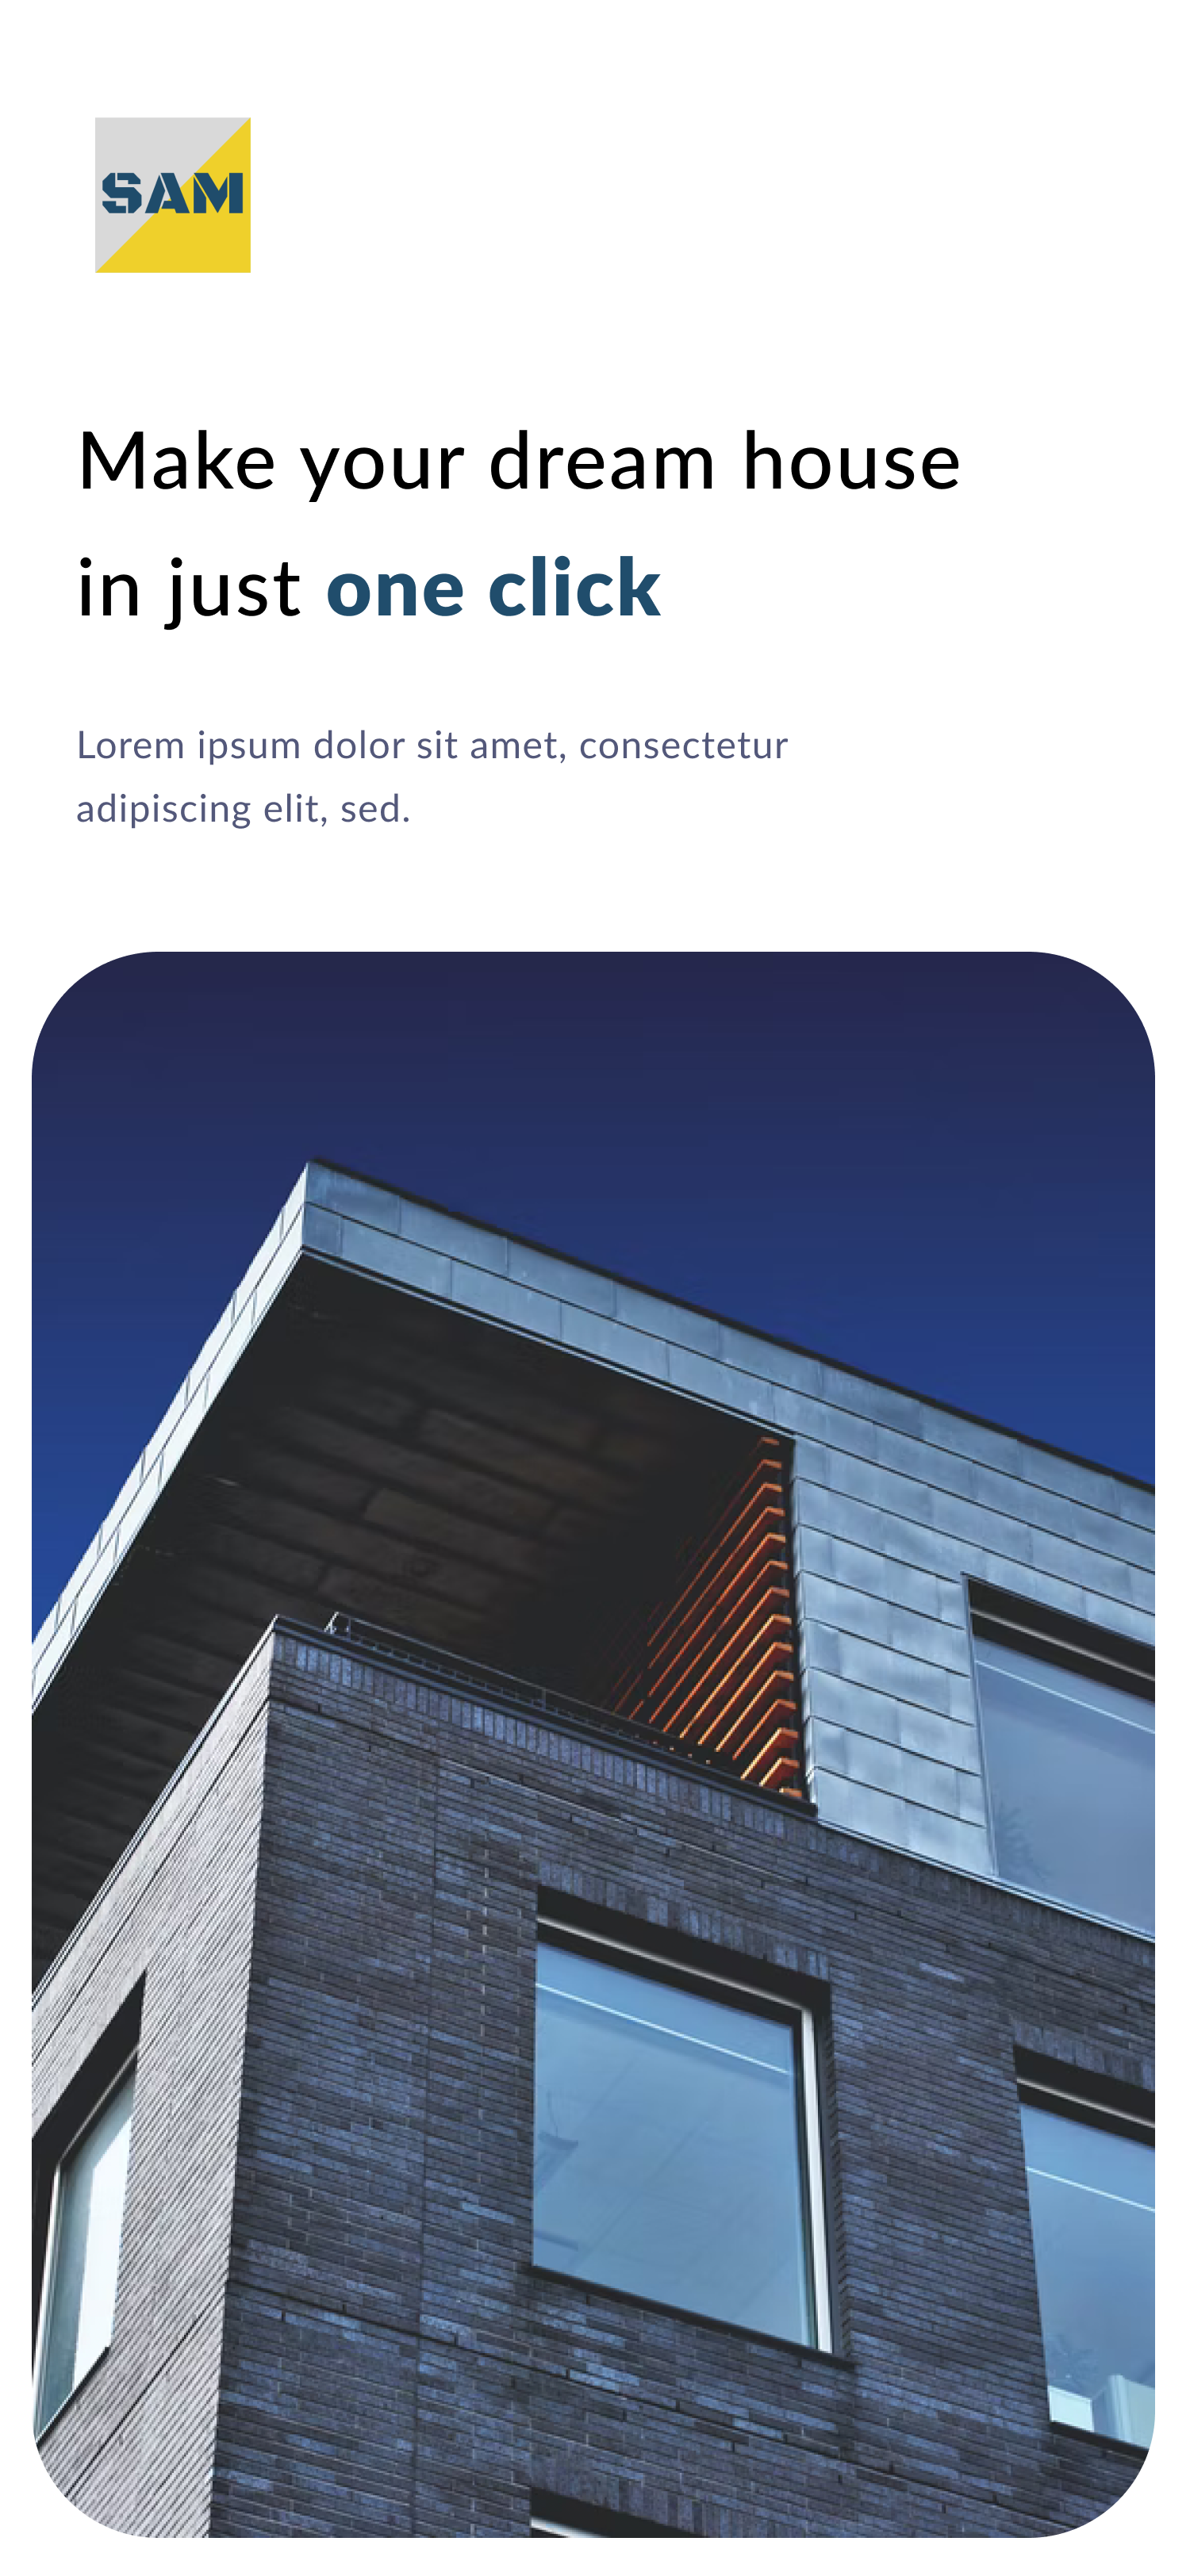 SAM
Make your dream house
in just one click
Lorem ipsum dolor sit amet, consectetur
adipiscing elit, sed.